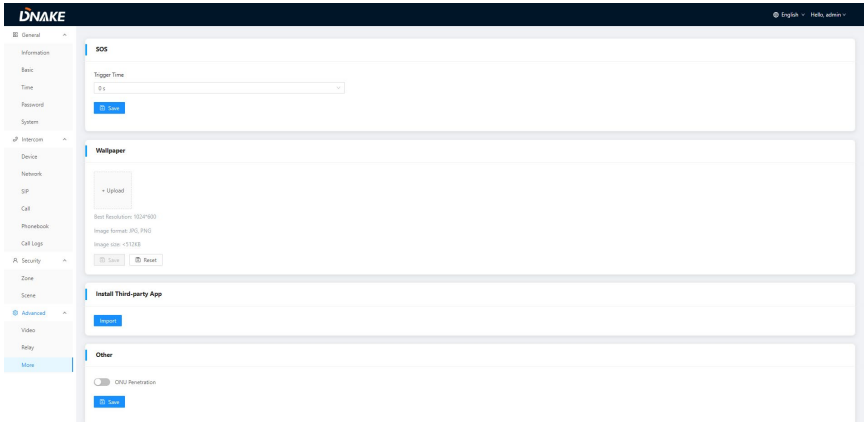 DNAKE
English
Hello, admin
General
Information
Basic
Time
Password
System
Intercom
Device
Network
SIP
Call
Phonebook
Call Logs
Security
Zone
Scene
Advanced
Video
Relay
More
SOS
Trigger Time
0 s
Save
Wallpaper
+ Upload
Best Resolution: 1024*600
Image format: JPG, PNG
Image size: <512KB
Save
Reset
Install Third-party App
Import
Other
ONU Penetration
Save